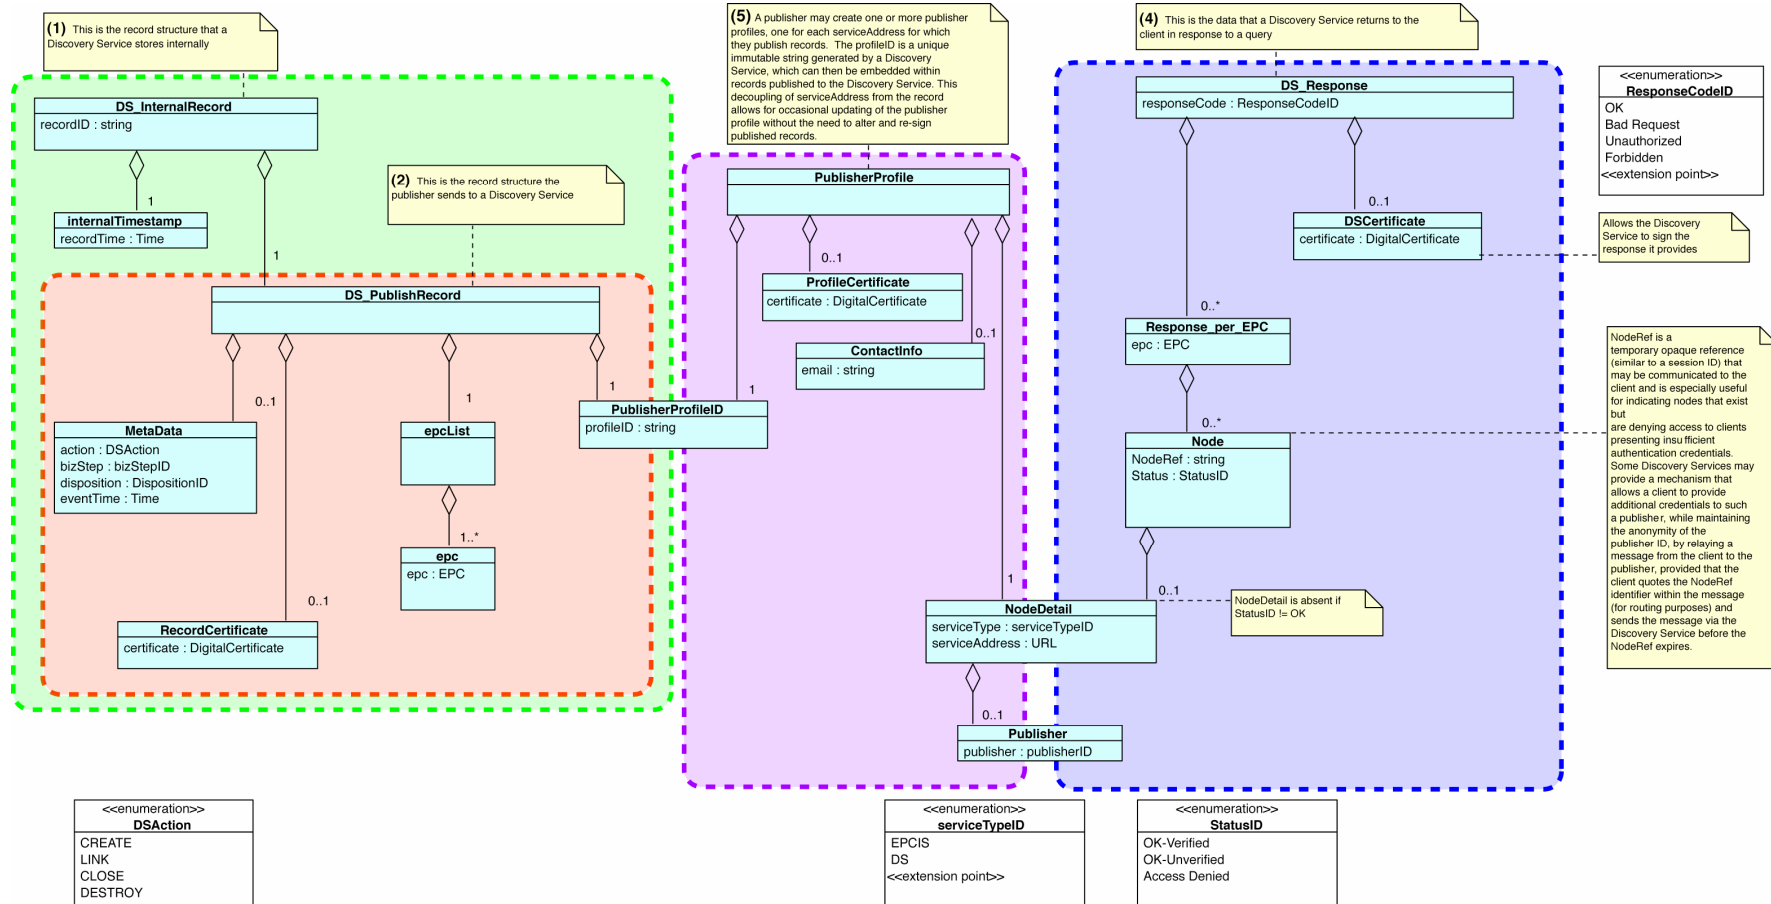 (1) This is the record structure that a
Discovery Service stores internally
DS_InternalRecord
recordID : string
1
internalTimestamp
recordTime : Time
1
(2) This is the record structure the
publisher sends to a Discovery Service
DS_PublishRecord
0..1
MetaData
action : DSAction
bizStep : bizStepID
disposition : DispositionID
eventTime : Time
0..1
RecordCertificate
certificate : DigitalCertificate
1
epcList
1..*
epc
epc : EPC
1
PublisherProfileID
profileID : string
(5) A publisher may create one or more publisher
profiles, one for each serviceAddress for which
they publish records. The profileID is a unique
immutable string generated by a Discovery
Service, which can then be embedded within
records published to the Discovery Service. This
decoupling of serviceAddress from the record
allows for occasional updating of the publisher
profile without the need to alter and re-sign
published records.
PublisherProfile
1
0..1
ProfileCertificate
certificate : DigitalCertificate
0..1
ContactInfo
email : string
1
NodeDetail
serviceType : serviceTypeID
serviceAddress : URL
0..1
Publisher
publisher : publisherID
(4) This is the data that a Discovery Service returns to the
client in response to a query
DS_Response
responseCode : ResponseCodeID
0..1
DSCertificate
certificate : DigitalCertificate
0..*
Response_per_EPC
epc : EPC
0..*
Node
NodeRef : string
Status : StatusID
0..1
NodeDetail is absent if
StatusID != OK
<<enumeration>>
ResponseCodeID
OK
Bad Request
Unauthorized
Forbidden
<<extension point>>
Allows the Discovery
Service to sign the
response it provides
NodeRef is a
temporary opaque reference
(similar to a session ID) that
may be communicated to the
client and is especially useful
for indicating nodes that exist
but
are denying access to clients
presenting insufficient
authentication credentials.
Some Discovery Services may
provide a mechanism that
allows a client to provide
additional credentials to such
a publisher, while maintaining
the anonymity of the
publisher ID, by relaying a
message from the client to the
publisher, provided that the
client quotes the NodeRef
identifier within the message
(for routing purposes) and
sends the message via the
Discovery Service before the
NodeRef expires.
<<enumeration>>
DSAction
CREATE
LINK
CLOSE
DESTROY
<<enumeration>>
serviceTypeID
EPCIS
DS
<<extension point>>
<<enumeration>>
StatusID
OK-Verified
OK-Unverified
Access Denied